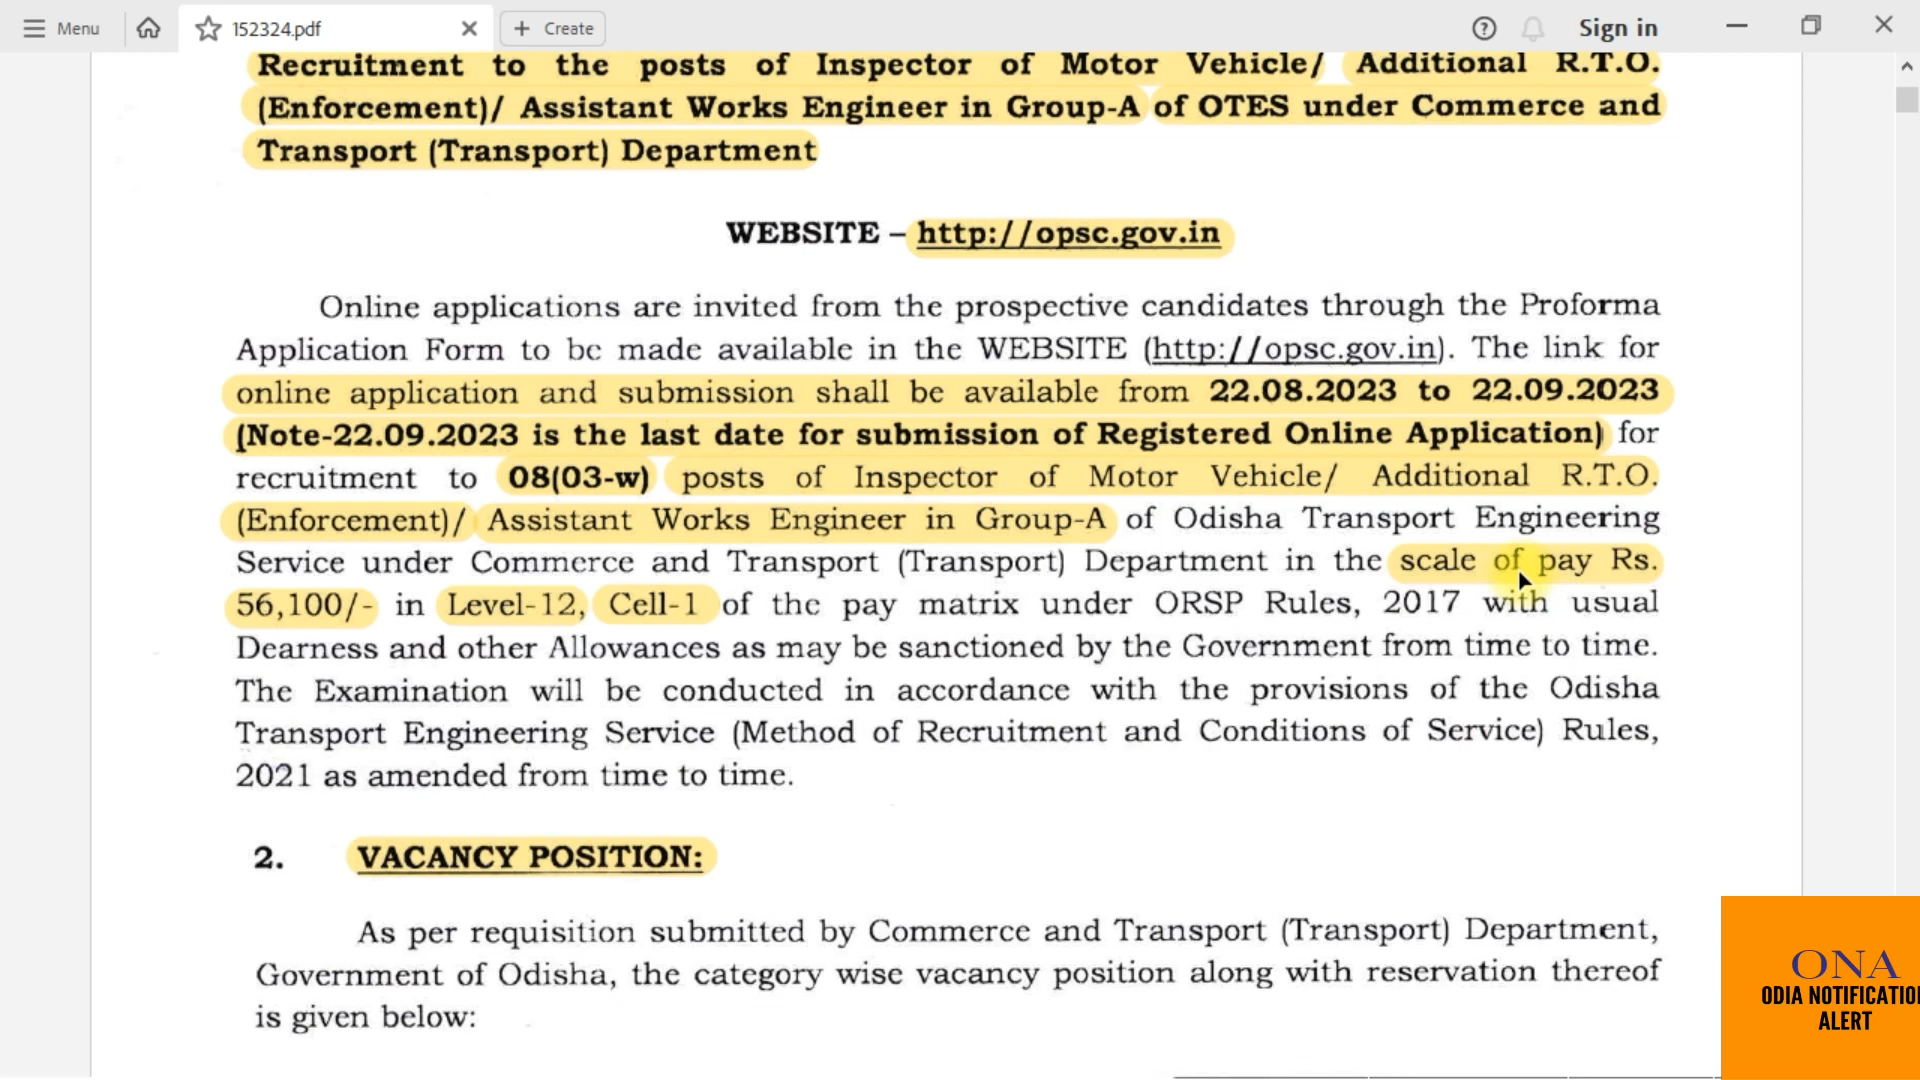 Menu
152324.pdf
Create
Sign in
Recruitment to the posts of Inspector of Motor Vehicle/ Additional R.T.O.
(Enforcement)/ Assistant Works Engineer in Group-A of OTES under Commerce and
Transport (Transport) Department
WEBSITE – http://opsc.gov.in
Online applications are invited from the prospective candidates through the Proforma
Application Form to be made available in the WEBSITE (http://opsc.gov.in). The link for
online application and submission shall be available from 22.08.2023 to 22.09.2023
(Note-22.09.2023 is the last date for submission of Registered Online Application) for
recruitment to 08(03-w) posts of Inspector of Motor Vehicle/ Additional R.T.O.
(Enforcement)/ Assistant Works Engineer in Group-A of Odisha Transport Engineering
Service under Commerce and Transport (Transport) Department in the scale of pay Rs.
56,100/- in Level-12, Cell-1 of the pay matrix under ORSP Rules, 2017 with usual
Dearness and other Allowances as may be sanctioned by the Government from time to time.
The Examination will be conducted in accordance with the provisions of the Odisha
Transport Engineering Service (Method of Recruitment and Conditions of Service) Rules,
2021 as amended from time to time.
2. VACANCY POSITION:
As per requisition submitted by Commerce and Transport (Transport) Department,
Government of Odisha, the category wise vacancy position along with reservation thereof
is given below:
ONA
ODIA NOTIFICATION
ALERT